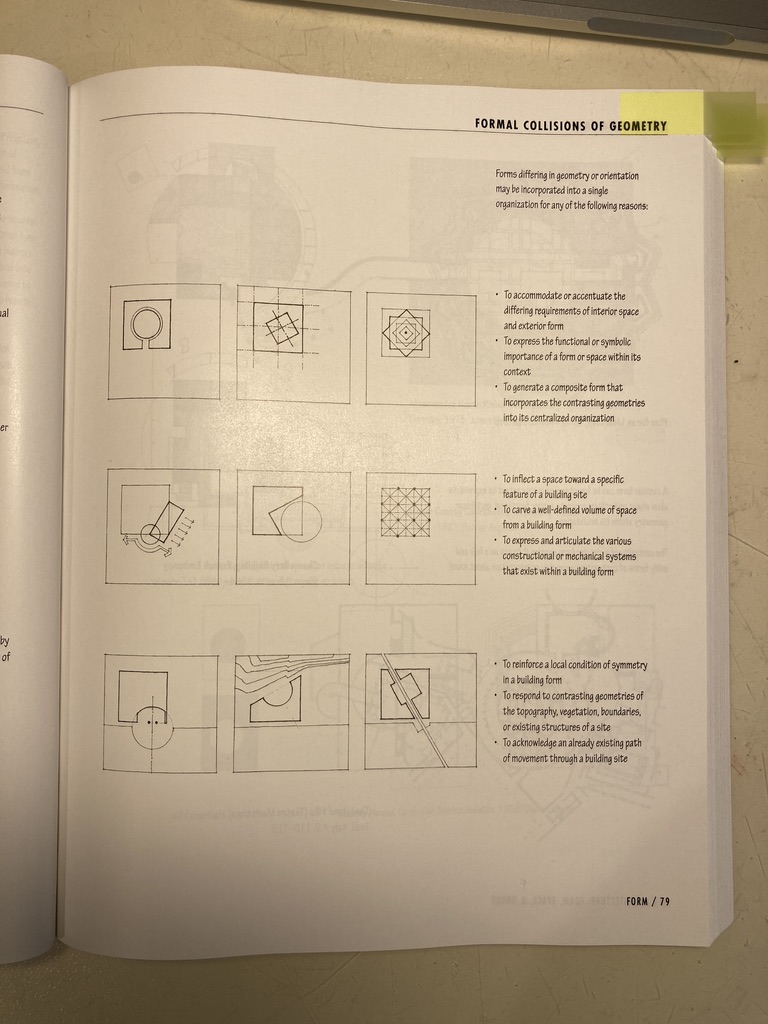 FORMAL COLLISIONS OF GEOMETRY
Forms differing in geometry or orientation
may be incorporated into a single
organization for any of the following reasons:
• To accommodate or accentuate the
differing requirements of interior space
and exterior form
• To express the functional or symbolic
importance of a form or space within its
context
• To generate a composite form that
incorporates the contrasting geometries
into its centralized organization
• To inflect a space toward a specific
feature of a building site
• To carve a well-defined volume of space
from a building form
• To express and articulate the various
constructional or mechanical systems
that exist within a building form
• To reinforce a local condition of symmetry
in a building form
• To respond to contrasting geometries of
the topography, vegetation, boundaries,
or existing structures of a site
• To acknowledge an already existing path
of movement through a building site
FORM / 79
by
of